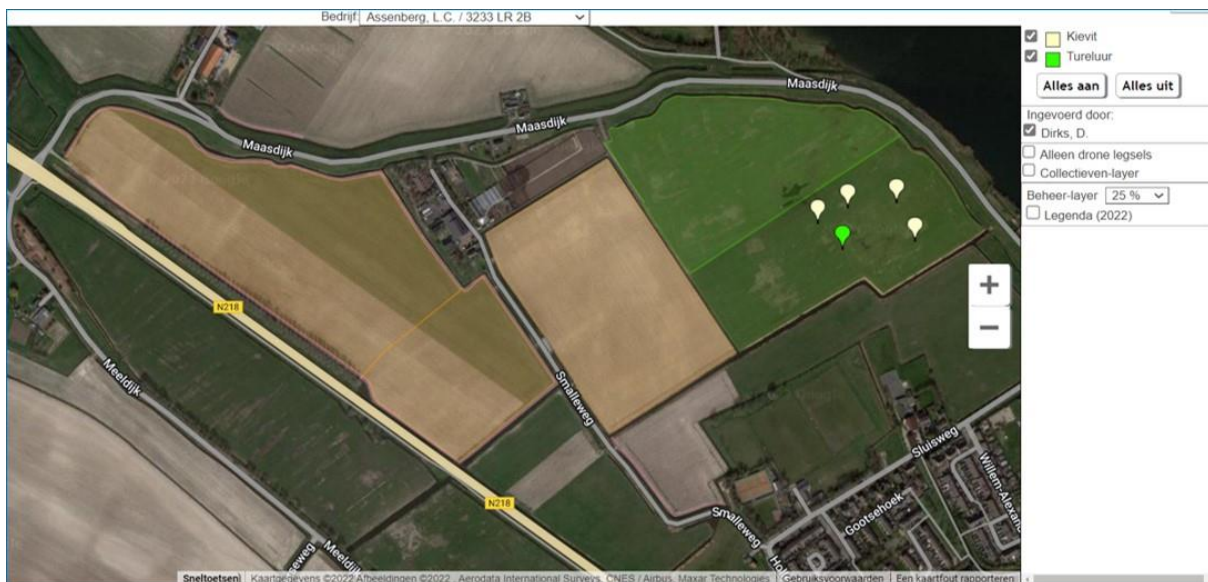 Bedrijf: Assenberg, L.C. / 3233 LR 2B
Kievit
Tureluur
Alles aan
Alles uit
Ingevoerd door:
Dirks, D.
Alleen drone legsels
Collectieven-layer
Beheer-layer 25 %
Legenda (2022)
Maasdijk
Maasdijk
Maasdijk
N218
Meeldijk
Smalleweg
Sluisweg
Gootsehoek
N218
Smalleweg
Meeldijk
Sneltoetsen
Kaartgegevens ©2022 Afbeeldingen ©2022 , Aerodata International Surveys, CNES / Airbus, Maxar Technologies
Gebruiksvoorwaarden
Een kaartfout rapporteren